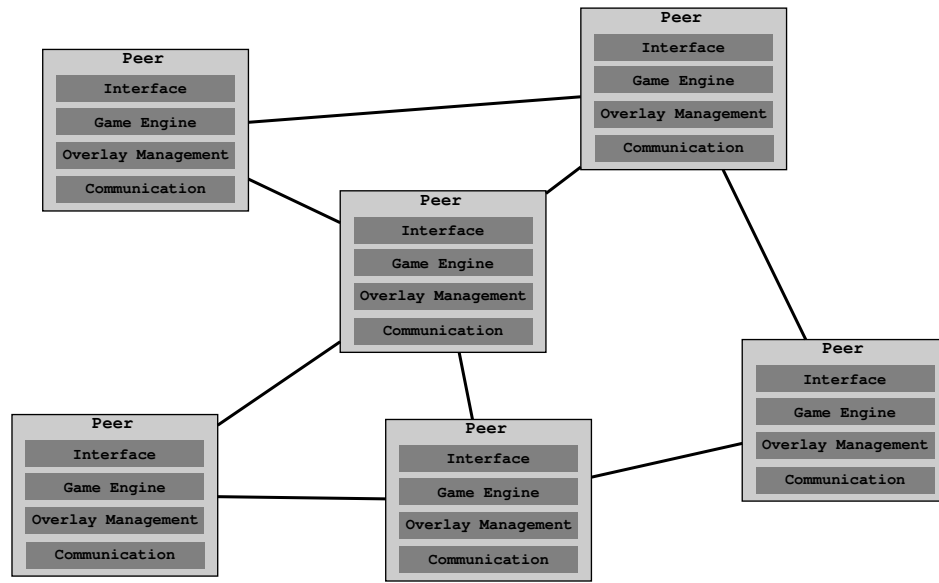 Peer
Interface
Game Engine
Overlay Management
Communication
Peer
Interface
Game Engine
Overlay Management
Communication
Peer
Interface
Game Engine
Overlay Management
Communication
Peer
Interface
Game Engine
Overlay Management
Communication
Peer
Interface
Game Engine
Overlay Management
Communication
Peer
Interface
Game Engine
Overlay Management
Communication